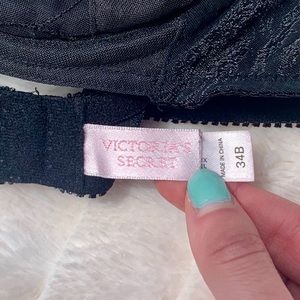 VICTORIA'S
SECRET
MADE IN CHINA
34B